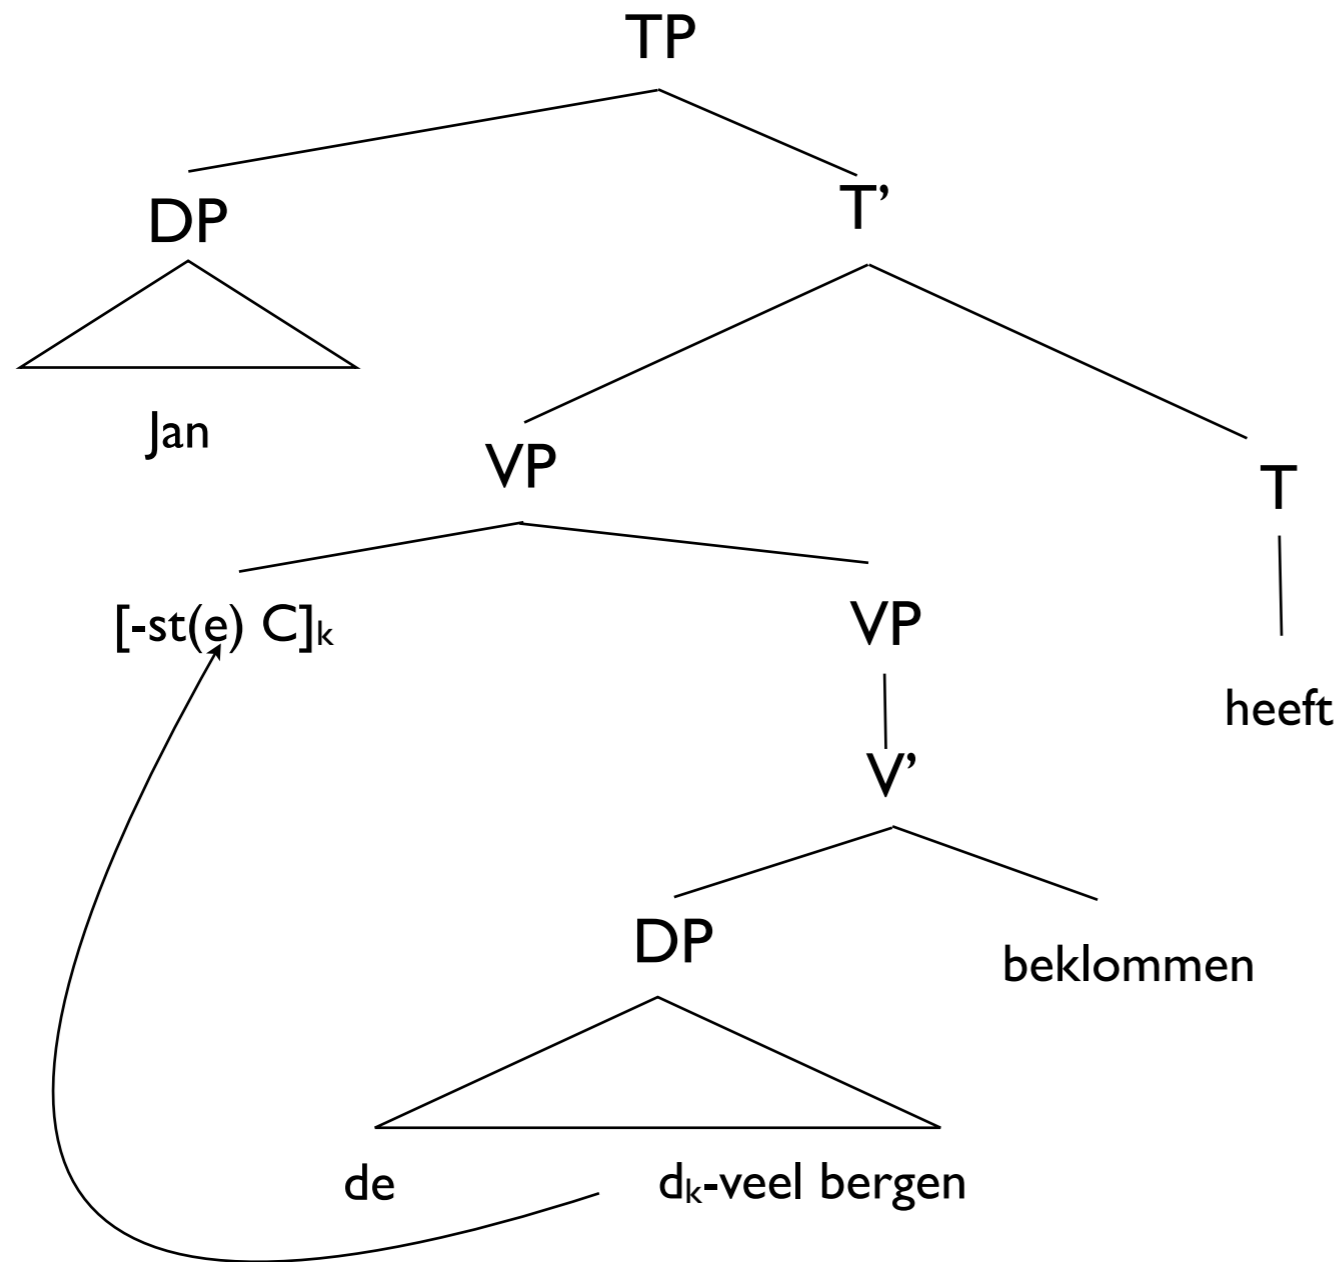 TP
DP
T’
Jan
VP
T
[-st(e) C]k
VP
heeft
V’
DP
beklommen
de
dk-veel bergen